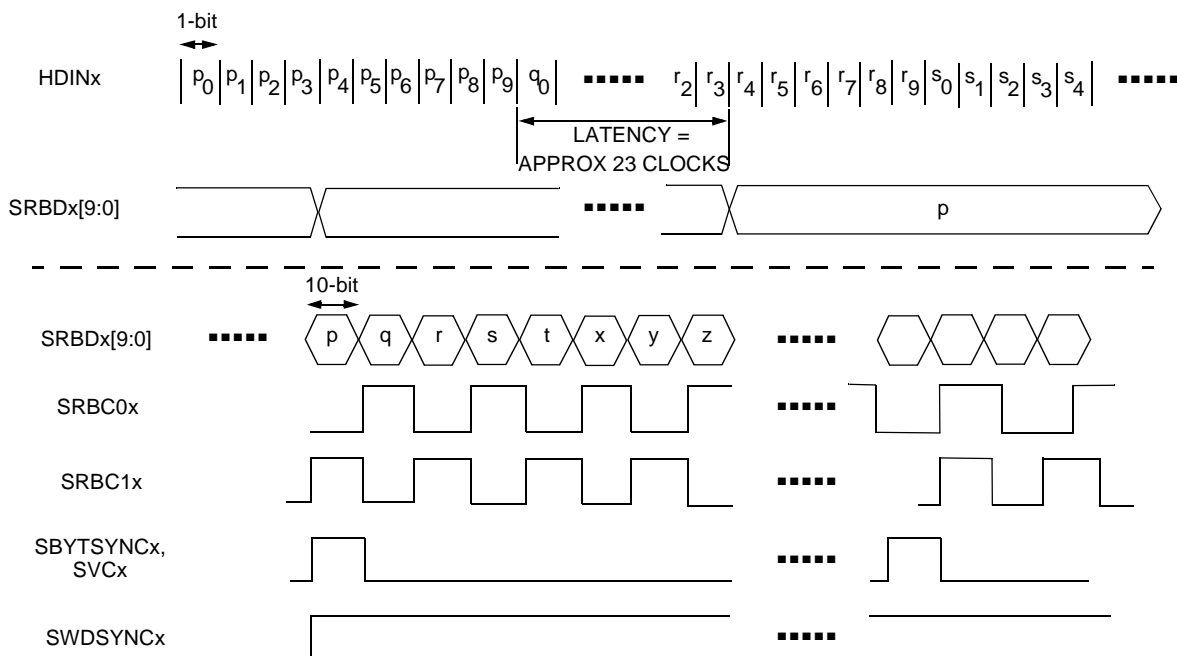 1-bit
HDINx
p0 p1 p2 p3 p4 p5 p6 p7 p8 p9 q0 r2 r3 r4 r5 r6 r7 r8 r9 s0 s1 s2 s3 s4
LATENCY =
APPROX 23 CLOCKS
SRBDx[9:0]
p
10-bit
SRBDx[9:0]
p q r s t x y z
SRBC0x
SRBC1x
SBYTSYNCx,
SVCx
SWDSYNCx